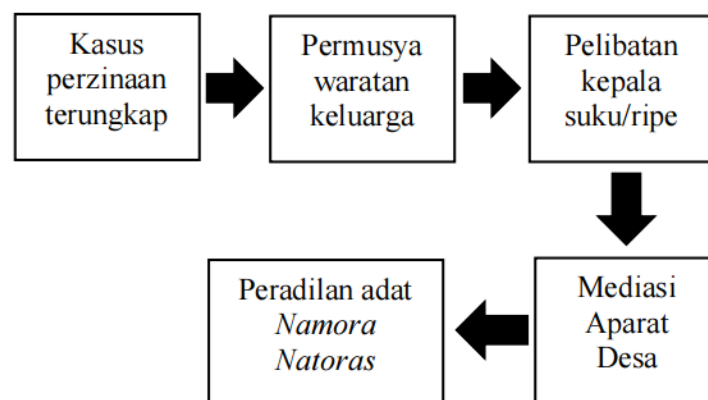 Kasus
perzinaan
terungkap
Permusya
waratan
keluarga
Pelibatan
kepala
suku/ripe
Mediasi
Aparat
Desa
Peradilan adat
Namora
Natoras